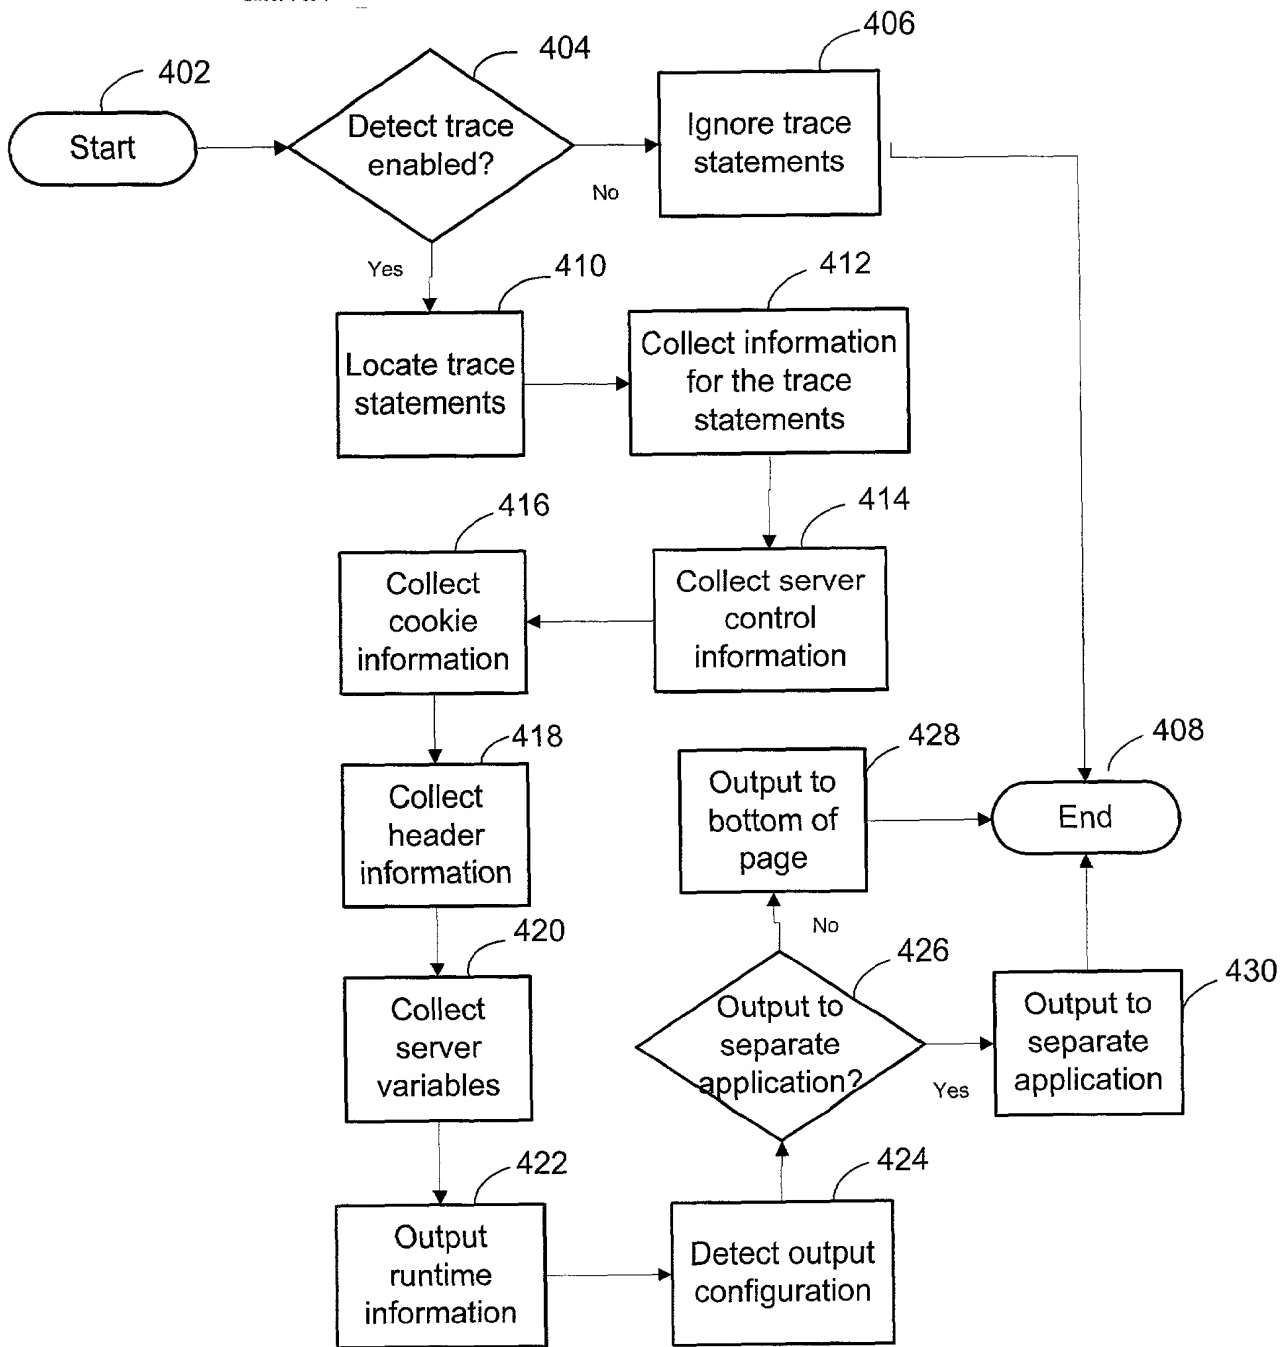 402
Start
404
Detect trace
enabled?
No
406
Ignore trace
statements
Yes
410
Locate trace
statements
412
Collect information
for the trace
statements
414
Collect server
control
information
416
Collect
cookie
information
418
Collect
header
information
420
Collect
server
variables
422
Output
runtime
information
424
Detect output
configuration
426
Output to
separate
application?
No
Yes
428
Output to
bottom of
page
430
Output to
separate
application
408
End